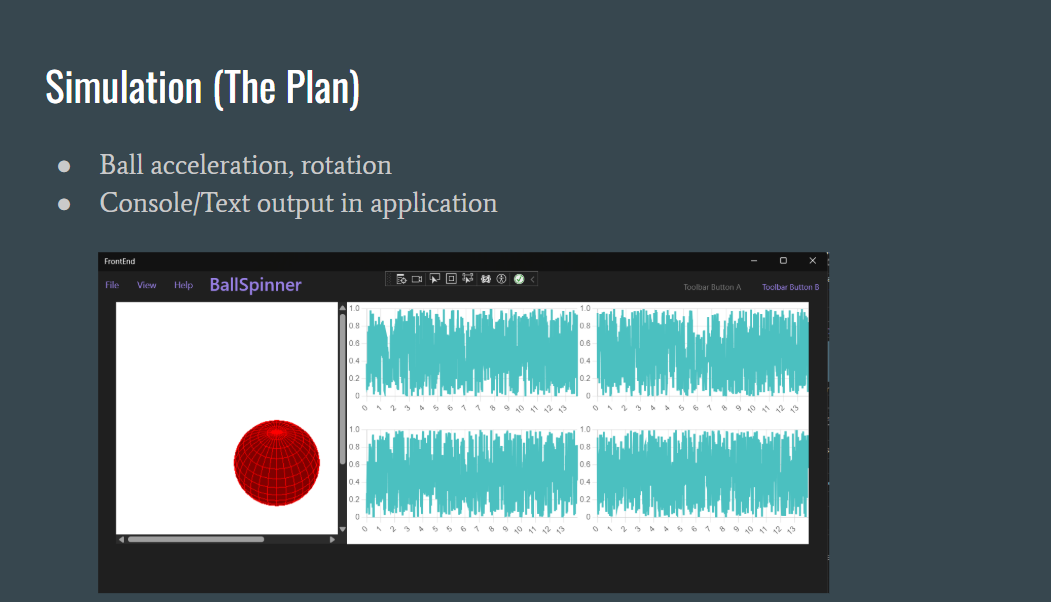 Simulation (The Plan)
● Ball acceleration, rotation
● Console/Text output in application
FrontEnd
File View Help BallSpinner Toolbar Button A Toolbar Button B
1.0 0.8 0.6 0.4 0.2 0
0 1 2 3 4 5 6 7 7 8 9 10 11 12 13
1.0 0.8 0.6 0.4 0.2 0
0 1 2 3 4 5 6 7 7 8 9 10 11 12 13
1.0 0.8 0.6 0.4 0.2 0
0 1 2 3 4 5 6 7 7 8 9 10 11 12 13
1.0 0.8 0.6 0.4 0.2 0
0 1 2 3 4 5 6 7 7 8 9 10 11 12 13